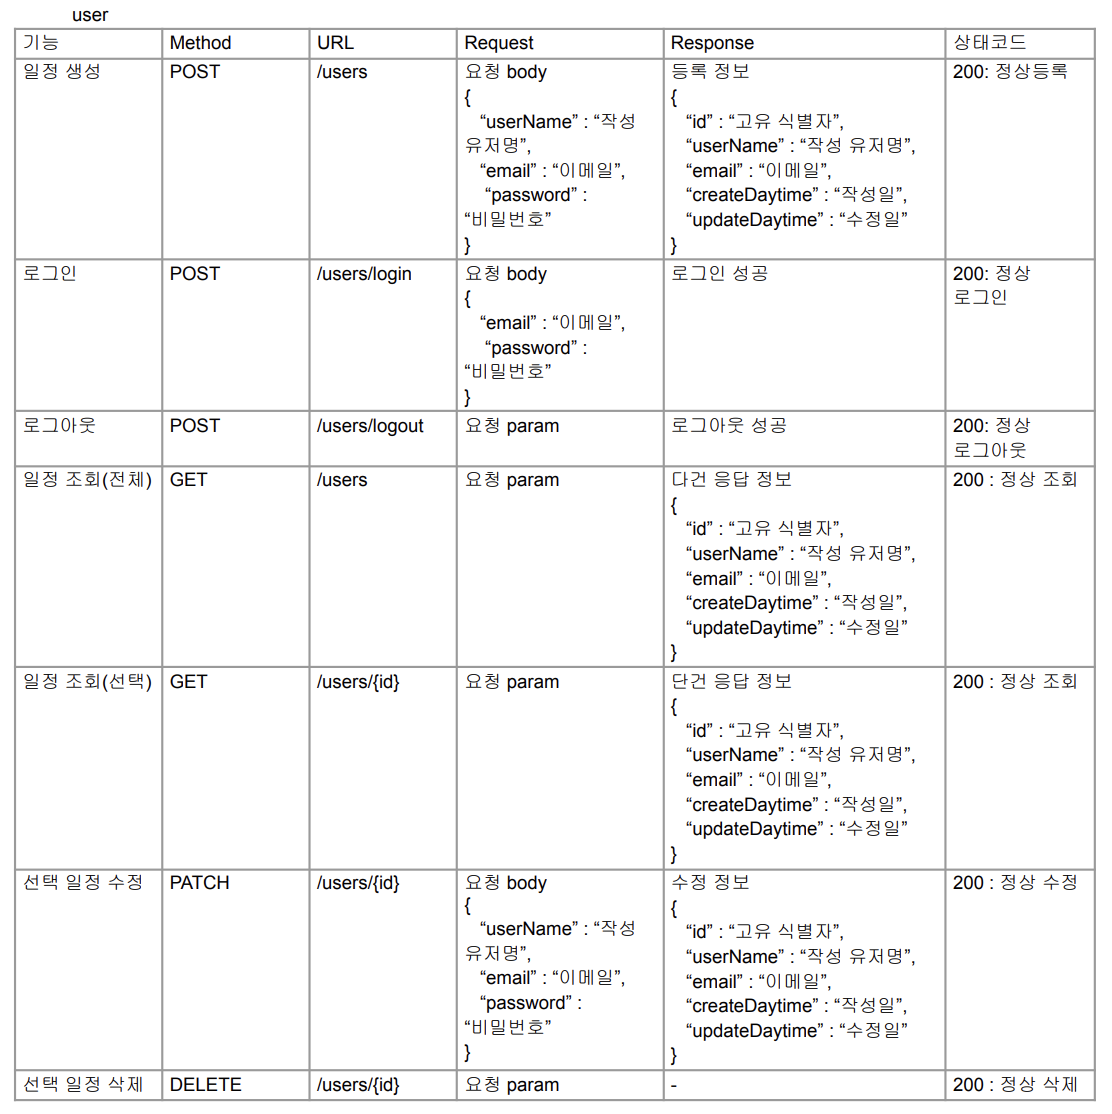 user
기능 Method URL Request Response 상태코드
일정 생성 POST /users 요청 body 등록 정보 200: 정상등록
{ {
“userName” : “작성 “id” : “고유 식별자”,
유저명”, “userName” : “작성 유저명”,
“email” : “이메일”, “email” : “이메일”,
“password” : “createDaytime” : “작성일”,
“비밀번호” “updateDaytime” : “수정일”
} }
로그인 POST /users/login 요청 body 로그인 성공 200: 정상
{ 로그인
“email” : “이메일”,
“password” :
“비밀번호”
}
로그아웃 POST /users/logout 요청 param 로그아웃 성공 200: 정상
로그아웃
일정 조회(전체) GET /users 요청 param 다건 응답 정보 200 : 정상 조회
{
“id” : “고유 식별자”,
“userName” : “작성 유저명”,
“email” : “이메일”,
“createDaytime” : “작성일”,
“updateDaytime” : “수정일”
}
일정 조회(선택) GET /users/{id} 요청 param 단건 응답 정보 200 : 정상 조회
{
“id” : “고유 식별자”,
“userName” : “작성 유저명”,
“email” : “이메일”,
“createDaytime” : “작성일”,
“updateDaytime” : “수정일”
}
선택 일정 수정 PATCH /users/{id} 요청 body 수정 정보 200 : 정상 수정
{ {
“userName” : “작성 “id” : “고유 식별자”,
유저명”, “userName” : “작성 유저명”,
“email” : “이메일”, “email” : “이메일”,
“password” : “createDaytime” : “작성일”,
“비밀번호” “updateDaytime” : “수정일”
} }
선택 일정 삭제 DELETE /users/{id} 요청 param - 200 : 정상 삭제